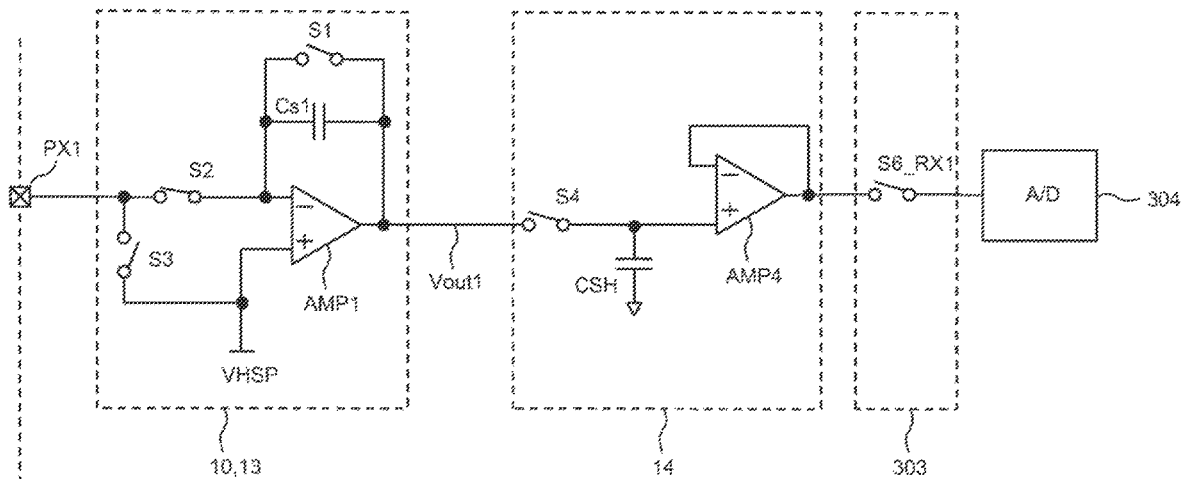 S1
Cs1
PX1
S2
S3
AMP1
VHSP
Vout1
S4
CSH
AMP4
S6_RX1
A/D
304
10,13
14
303